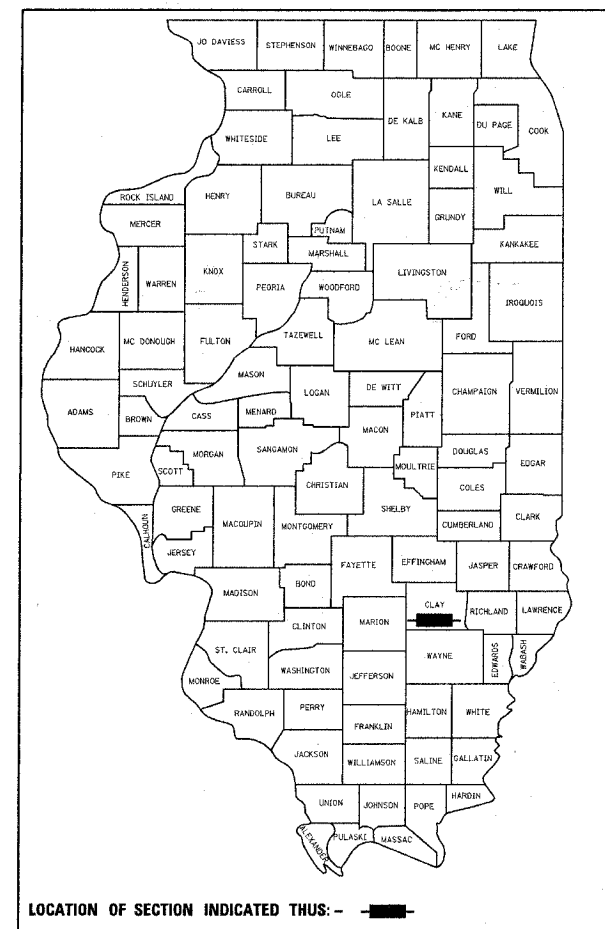 JO DAVIESS STEPHENSON WINNEBAGO BOONE MC HENRY LAKE
CARROLL OGLE
DE KALB KANE DU PAGE COOK
WHITESIDE LEE
KENDALL
WILL
ROCK ISLAND HENRY BUREAU LA SALLE
MERCER PUTNAM GRUNDY
STARK MARSHALL KANKAKEE
HENDERSON WARREN KNOX PEORIA WOODFORD LIVINGSTON
IROQUOIS
HANCOCK MC DONOUGH FULTON TAZEWELL MC LEAN FORD
MASON
SCHUYLER LOGAN DE WITT CHAMPAIGN VERMILION
ADAMS BROWN CASS MENARD MACON PIATT
MORGAN SANGAMON DOUGLAS EDGAR
PIKE SCOTT CHRISTIAN MOULTRIE COLES
GREENE SHELBY
CALHOUN MACOUPIN MONTGOMERY CUMBERLAND CLARK
JERSEY
FAYETTE EFFINGHAM JASPER CRAWFORD
MADISON BOND
CLAY RICHLAND LAWRENCE
CLINTON MARION
ST. CLAIR WAYNE EDWARDS WABASH
WASHINGTON JEFFERSON
MONROE
RANDOLPH PERRY HAMILTON WHITE
FRANKLIN
JACKSON WILLIAMSON SALINE GALLATIN
HARDIN
UNION JOHNSON POPE
ALEXANDER PULASKI MASSAC
LOCATION OF SECTION INDICATED THUS: -